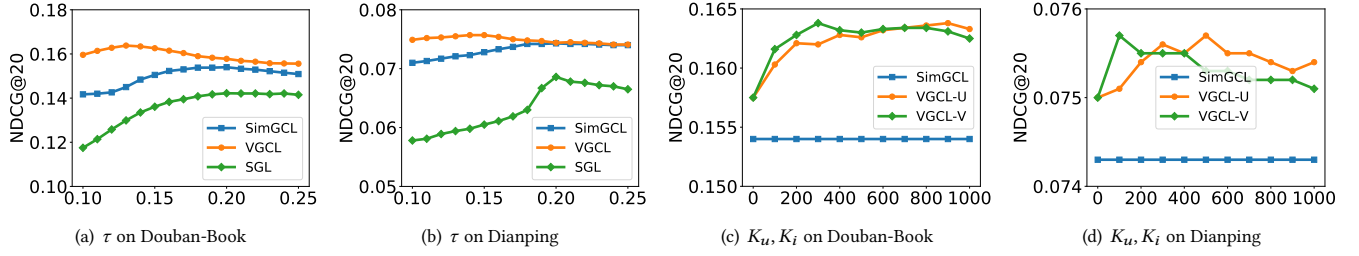 NDCG@20
0.18
0.16
0.14
0.12
0.10
0.10
0.15
0.20
0.25
SimGCL
VGCL
SGL
(a) τ on Douban-Book
NDCG@20
0.08
0.07
0.06
0.05
0.10
0.15
0.20
0.25
SimGCL
VGCL
SGL
(b) τ on Dianping
NDCG@20
0.165
0.160
0.155
0.150
0
200
400
600
800
1000
SimGCL
VGCL-U
VGCL-V
(c) K_u, K_i on Douban-Book
NDCG@20
0.076
0.075
0.074
0
200
400
600
800
1000
SimGCL
VGCL-U
VGCL-V
(d) K_u, K_i on Dianping